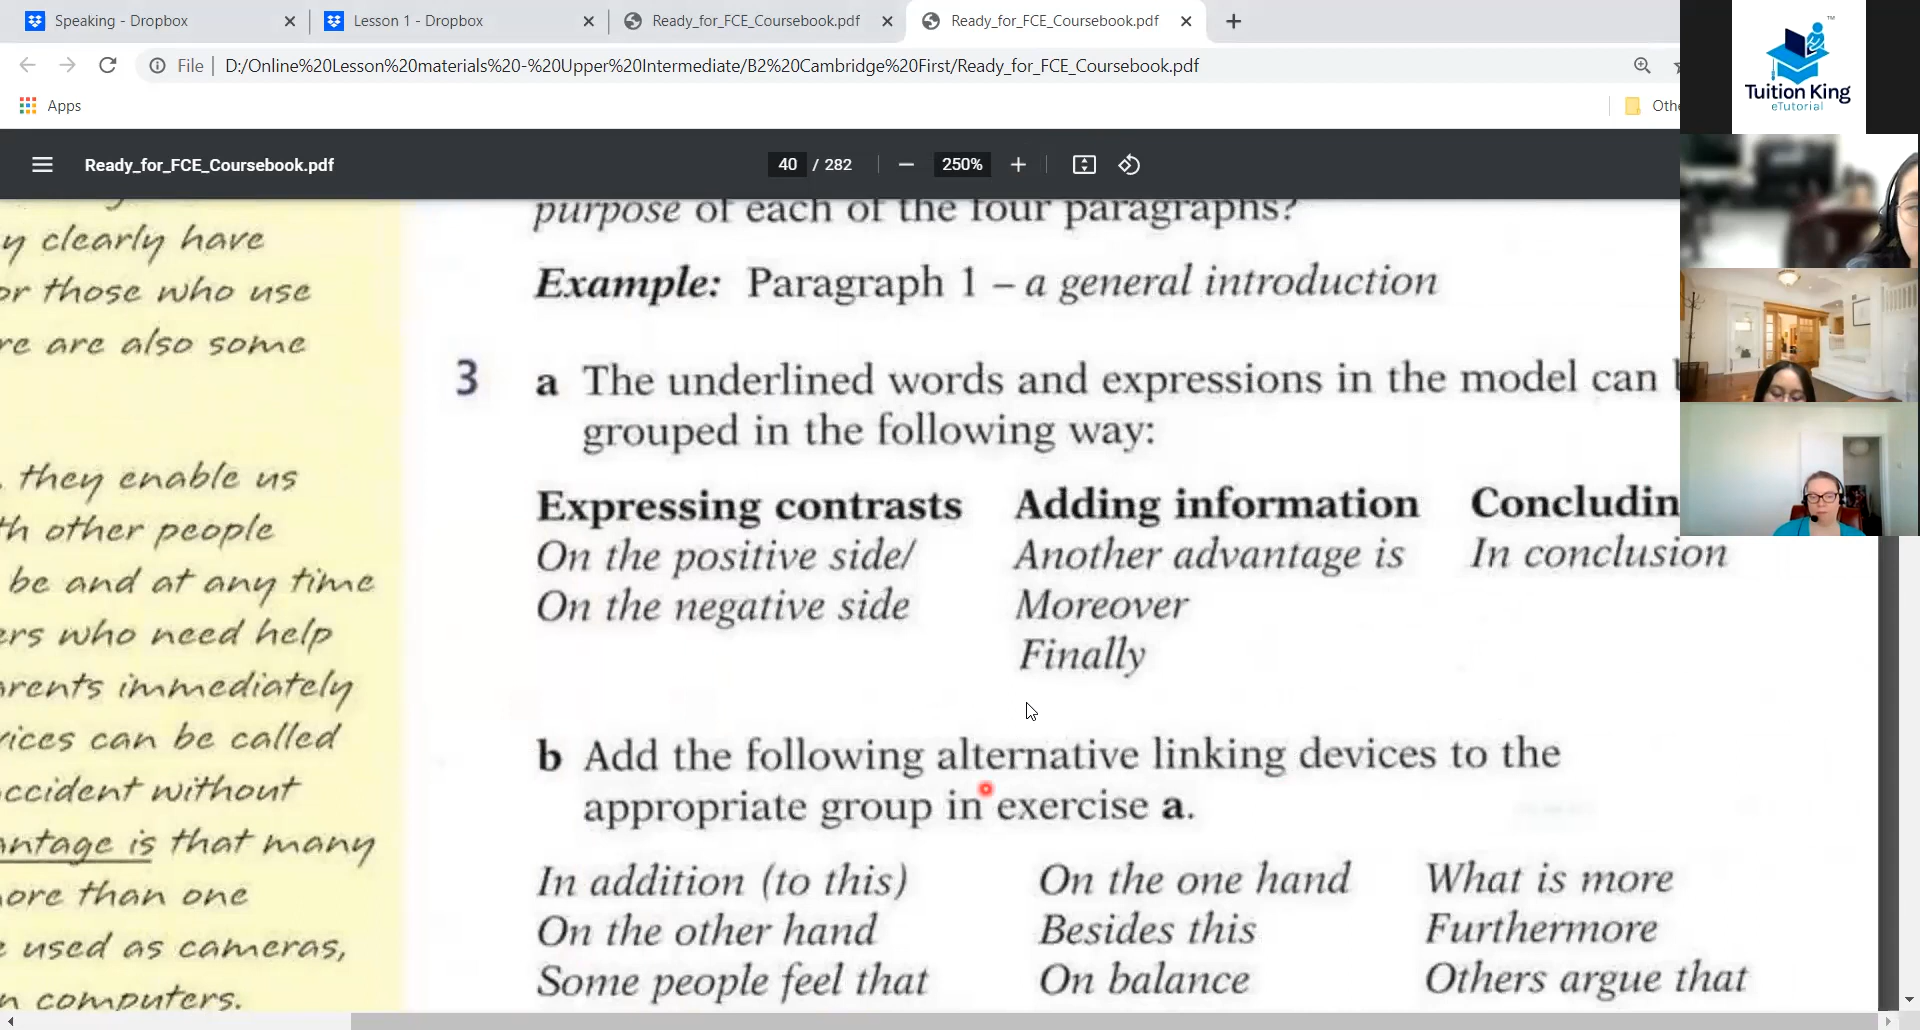 Speaking - Dropbox
Lesson 1 - Dropbox
Ready_for_FCE_Coursebook.pdf
Ready_for_FCE_Coursebook.pdf
File
D:/Online%20Lesson%20materials%20-%20Upper%20Intermediate/B2%20Cambridge%20First/Ready_for_FCE_Coursebook.pdf
Apps
Tuition King
eTutorial
TM
Ready_for_FCE_Coursebook.pdf
40 / 282
250%
y clearly have
or those who use
re are also some
they enable us
th other people
be and at any time
ers who need help
arents immediately
vices can be called
accident without
antage is that many
more than one
e used as cameras,
n computers.
purpose of each of the four paragraphs?
Example: Paragraph 1 – a general introduction
3 a The underlined words and expressions in the model can
grouped in the following way:
Expressing contrasts Adding information Concludin
On the positive side/ Another advantage is In conclusion
On the negative side Moreover
Finally
b Add the following alternative linking devices to the
appropriate group in exercise a.
In addition (to this) On the one hand What is more
On the other hand Besides this Furthermore
Some people feel that On balance Others argue that